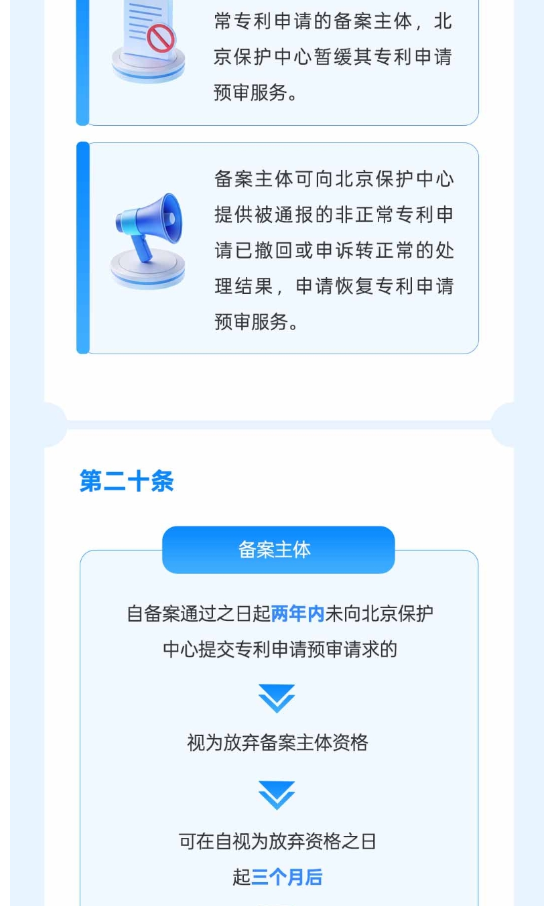 常专利申请的备案主体，北
京保护中心暂缓其专利申请
预审服务。
备案主体可向北京保护中心
提供被通报的非正常专利申
请已撤回或申诉转正常的处
理结果，申请恢复专利申请
预审服务。
第二十条
备案主体
自备案通过之日起两年内未向北京保护
中心提交专利申请预审请求的
视为放弃备案主体资格
可在自视为放弃资格之日
起三个月后